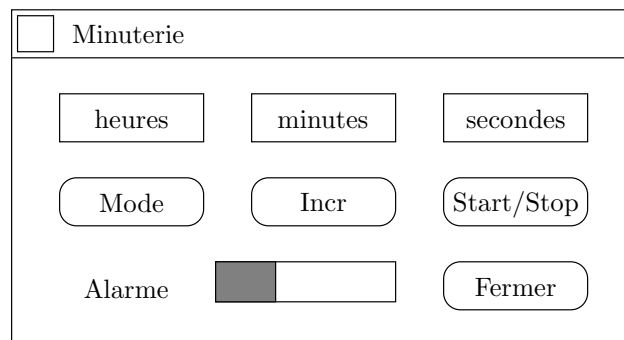 Minuterie
heures minutes secondes
Mode Incr Start/Stop
Alarme Fermer